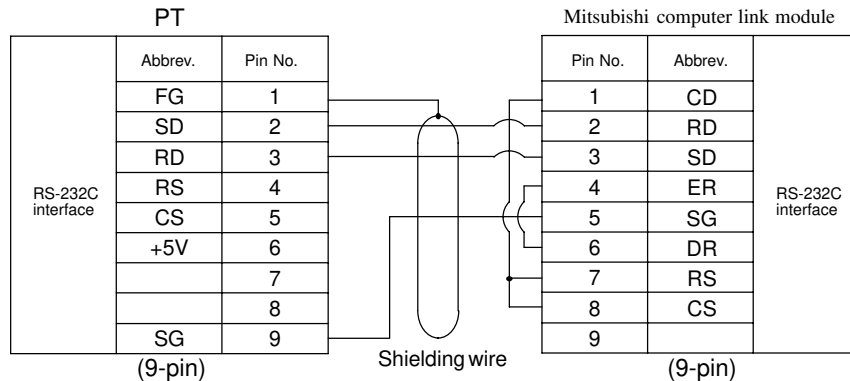 PT
Mitsubishi computer link module
Abbrev. Pin No.
FG 1
SD 2
RD 3
RS 4
CS 5
+5V 6
7
8
SG 9
RS-232C
interface
(9-pin)
Shielding wire
Pin No. Abbrev.
1 CD
2 RD
3 SD
4 ER
5 SG
6 DR
7 RS
8 CS
9
RS-232C
interface
(9-pin)